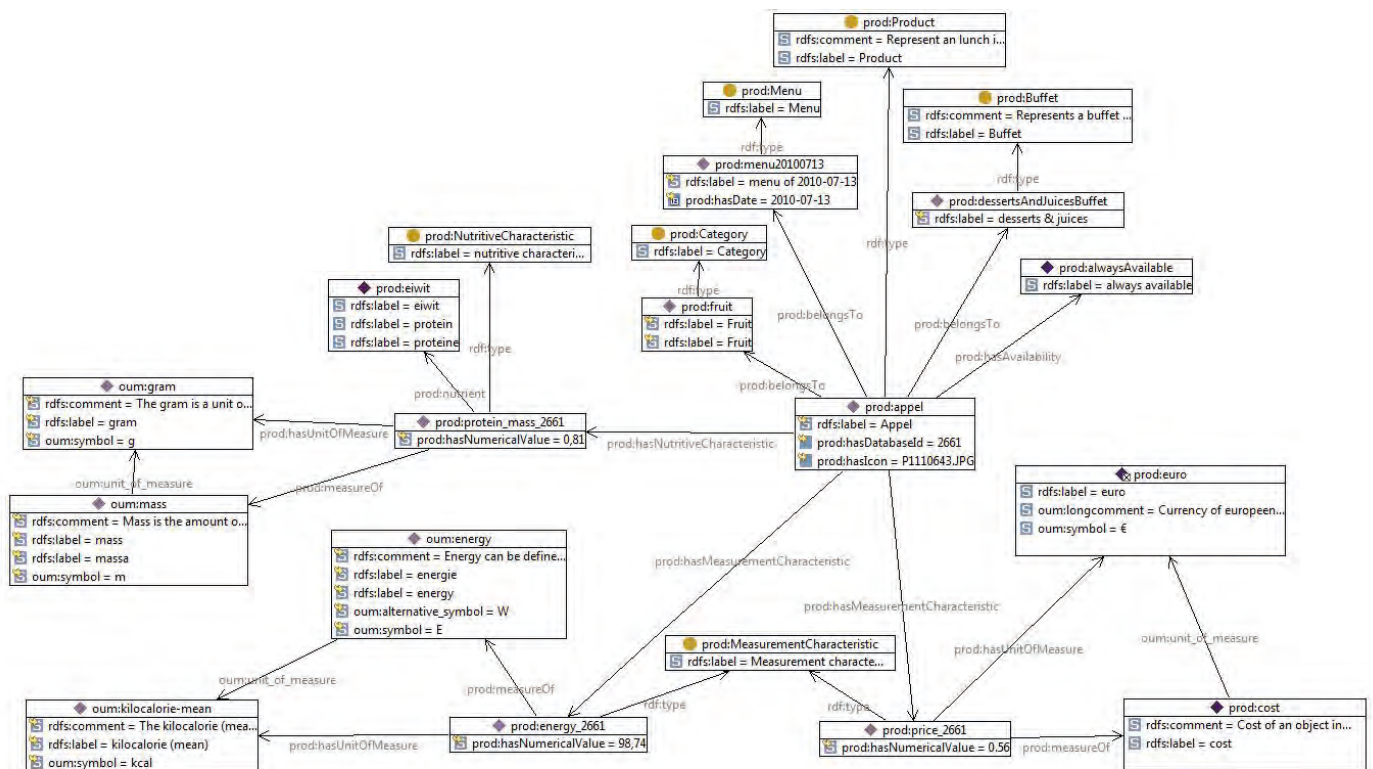 prod:Product
rdfs:comment = Represent an lunch i...
rdfs:label = Product
prod:Menu
rdfs:label = Menu
prod:Buffet
rdfs:comment = Represents a buffet ...
rdfs:label = Buffet
rdf:type
prod:menu20100713
rdfs:label = menu of 2010-07-13
prod:hasDate = 2010-07-13
rdf:type
prod:dessertsAndJuicesBuffet
rdfs:label = desserts & juices
prod:NutritiveCharacteristic
rdfs:label = nutritive characteri...
prod:Category
rdfs:label = Category
rdf:type
prod:alwaysAvailable
rdfs:label = always available
prod:eiwit
rdfs:label = eiwit
rdfs:label = protein
rdfs:label = proteine
rdf:type
prod:fruit
rdfs:label = Fruit
rdfs:label = Fruit
prod:belongsTo
prod:belongsTo
prod:hasAvailability
rdf:type
prod:nutrient
prod:belongsTo
oum:gram
rdfs:comment = The gram is a unit o...
rdfs:label = gram
oum:symbol = g
prod:hasUnitOfMeasure
prod:protein_mass_2661
prod:hasNumericalValue = 0,81
prod:hasNutritiveCharacteristic
prod:appel
rdfs:label = Appel
prod:hasDatabaseId = 2661
prod:hasIcon = P1110643.JPG
oum:unit_of_measure
prod:measureOf
oum:mass
rdfs:comment = Mass is the amount o...
rdfs:label = mass
rdfs:label = massa
oum:symbol = m
prod:euro
rdfs:label = euro
oum:longcomment = Currency of europeen...
oum:symbol = €
oum:energy
rdfs:comment = Energy can be define...
rdfs:label = energie
rdfs:label = energy
oum:alternative_symbol = W
oum:symbol = E
prod:hasMeasurementCharacteristic
prod:hasMeasurementCharacteristic
prod:MeasurementCharacteristic
rdfs:label = Measurement characte...
prod:hasUnitOfMeasure
oum:unit_of_measure
oum:unit_of_measure
prod:measureOf
rdf:type
rdf:type
oum:kilocalorie-mean
rdfs:comment = The kilocalorie (mea...
rdfs:label = kilocalorie (mean)
oum:symbol = kcal
prod:hasUnitOfMeasure
prod:energy_2661
prod:hasNumericalValue = 98,74
prod:price_2661
prod:hasNumericalValue = 0.56
prod:measureOf
prod:cost
rdfs:comment = Cost of an object in...
rdfs:label = cost